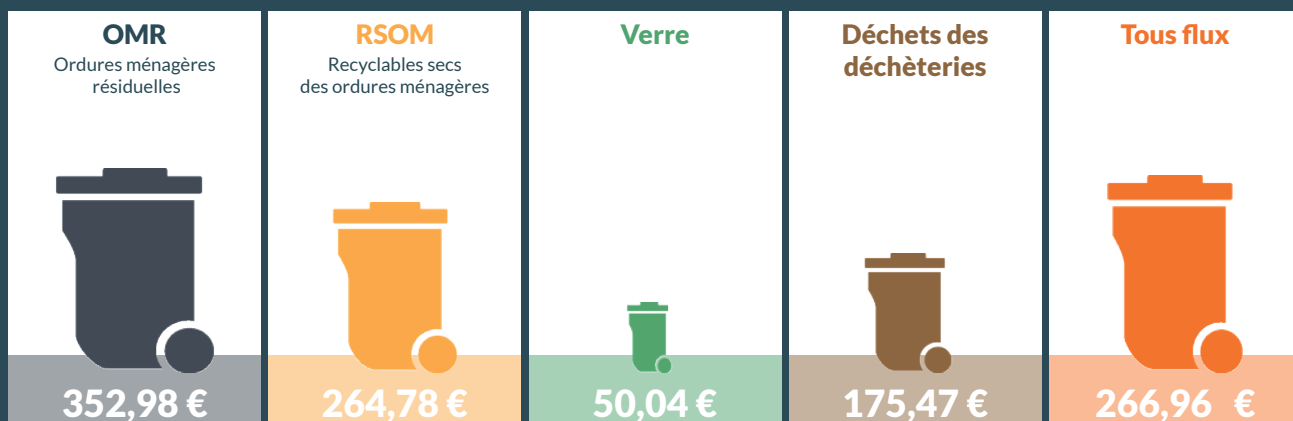 OMR
Ordures ménagères
résiduelles
352,98 €
RSOM
Recyclables secs
des ordures ménagères
264,78 €
Verre
50,04 €
Déchets des
déchèteries
175,47 €
Tous flux
266,96 €